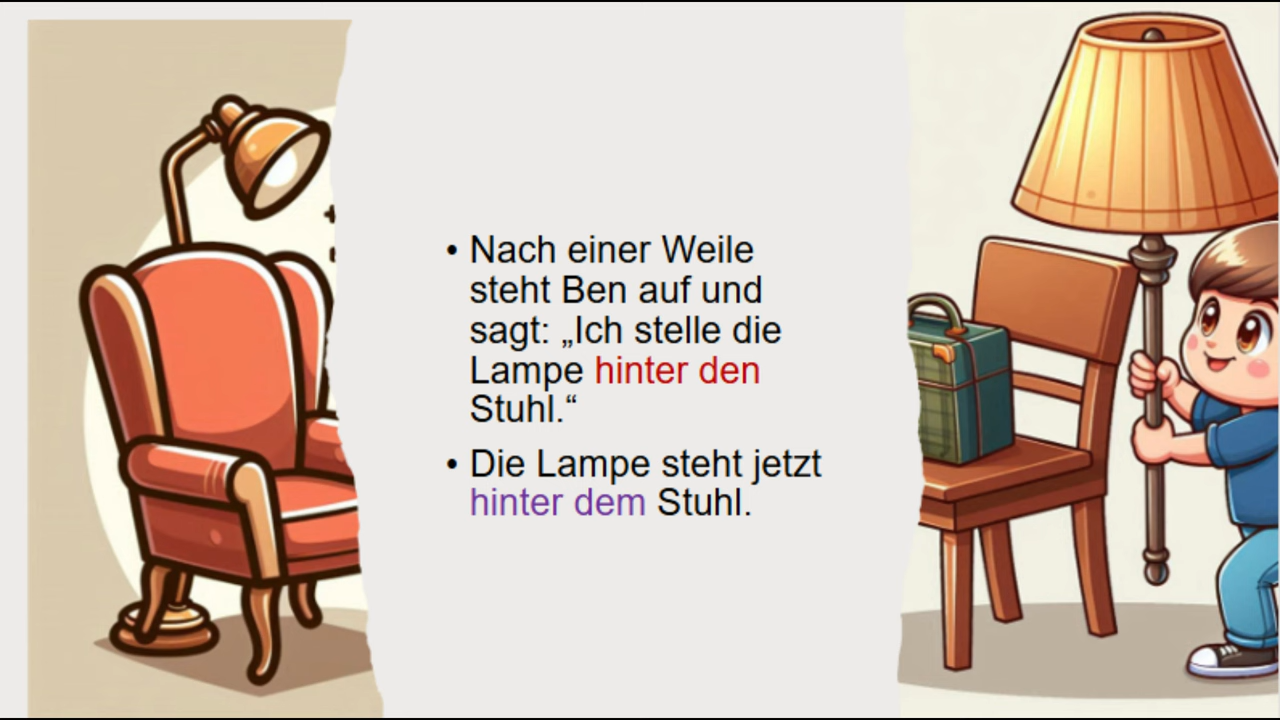 • Nach einer Weile
steht Ben auf und
sagt: „Ich stelle die
Lampe hinter den
Stuhl.“
• Die Lampe steht jetzt
hinter dem Stuhl.